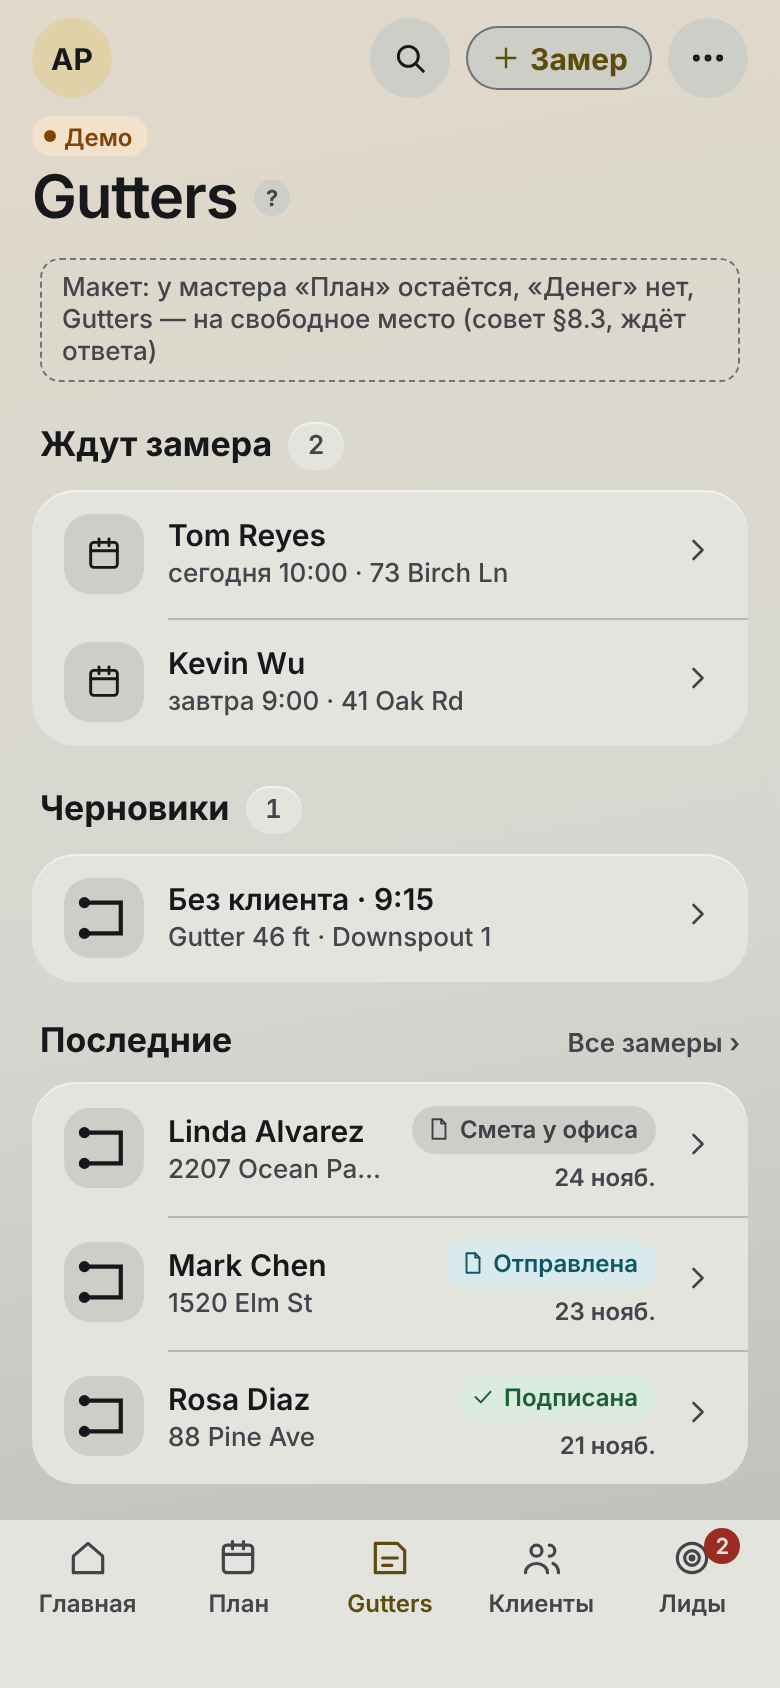 AP
+ Замер
Демо
Gutters ?
Макет: у мастера «План» остаётся, «Денег» нет,
Gutters — на свободное место (совет §8.3, ждёт
ответа)
Ждут замера 2
Tom Reyes
сегодня 10:00 · 73 Birch Ln
Kevin Wu
завтра 9:00 · 41 Oak Rd
Черновики 1
Без клиента · 9:15
Gutter 46 ft · Downspout 1
Последние
Все замеры ›
Linda Alvarez
Смета у офиса
2207 Ocean Pa...
24 нояб.
Mark Chen
Отправлена
1520 Elm St
23 нояб.
Rosa Diaz
Подписана
88 Pine Ave
21 нояб.
2
Главная
План
Gutters
Клиенты
Лиды